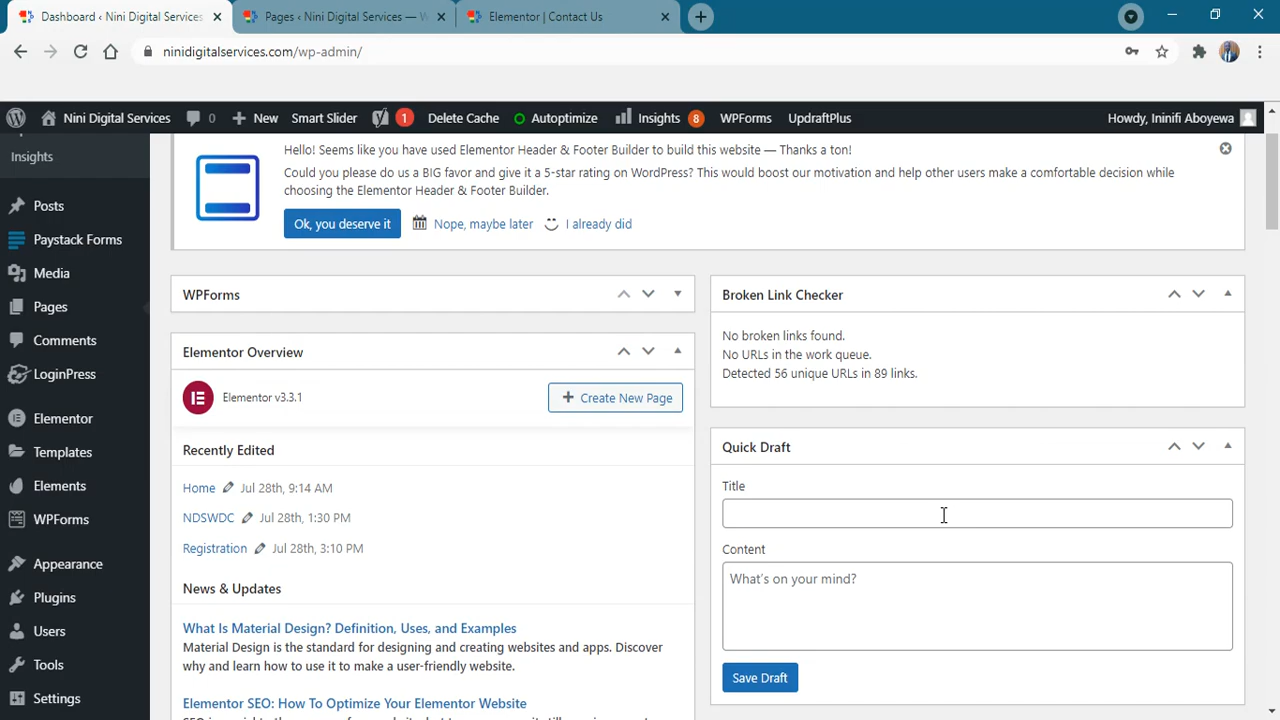 Dashboard ‹ Nini Digital Services
Pages ‹ Nini Digital Services — W
Elementor | Contact Us
ninidigitalservices.com/wp-admin/
Nini Digital Services
0
New
Smart Slider
1
Delete Cache
Autoptimize
Insights
8
WPForms
UpdraftPlus
Howdy, Ininifi Aboyewa
Insights
Posts
Paystack Forms
Media
Pages
Comments
LoginPress
Elementor
Templates
Elements
WPForms
Appearance
Plugins
Users
Tools
Settings
Hello! Seems like you have used Elementor Header & Footer Builder to build this website — Thanks a ton!
Could you please do us a BIG favor and give it a 5-star rating on WordPress? This would boost our motivation and help other users make a comfortable decision while
choosing the Elementor Header & Footer Builder.
Ok, you deserve it
Nope, maybe later
I already did
WPForms
Elementor Overview
Elementor v3.3.1
Create New Page
Recently Edited
Home Jul 28th, 9:14 AM
NDSWDC Jul 28th, 1:30 PM
Registration Jul 28th, 3:10 PM
News & Updates
What Is Material Design? Definition, Uses, and Examples
Material Design is the standard for designing and creating websites and apps. Discover
why and learn how to use it to make a user-friendly website.
Elementor SEO: How To Optimize Your Elementor Website
Broken Link Checker
No broken links found.
No URLs in the work queue.
Detected 56 unique URLs in 89 links.
Quick Draft
Title
Content
What's on your mind?
Save Draft